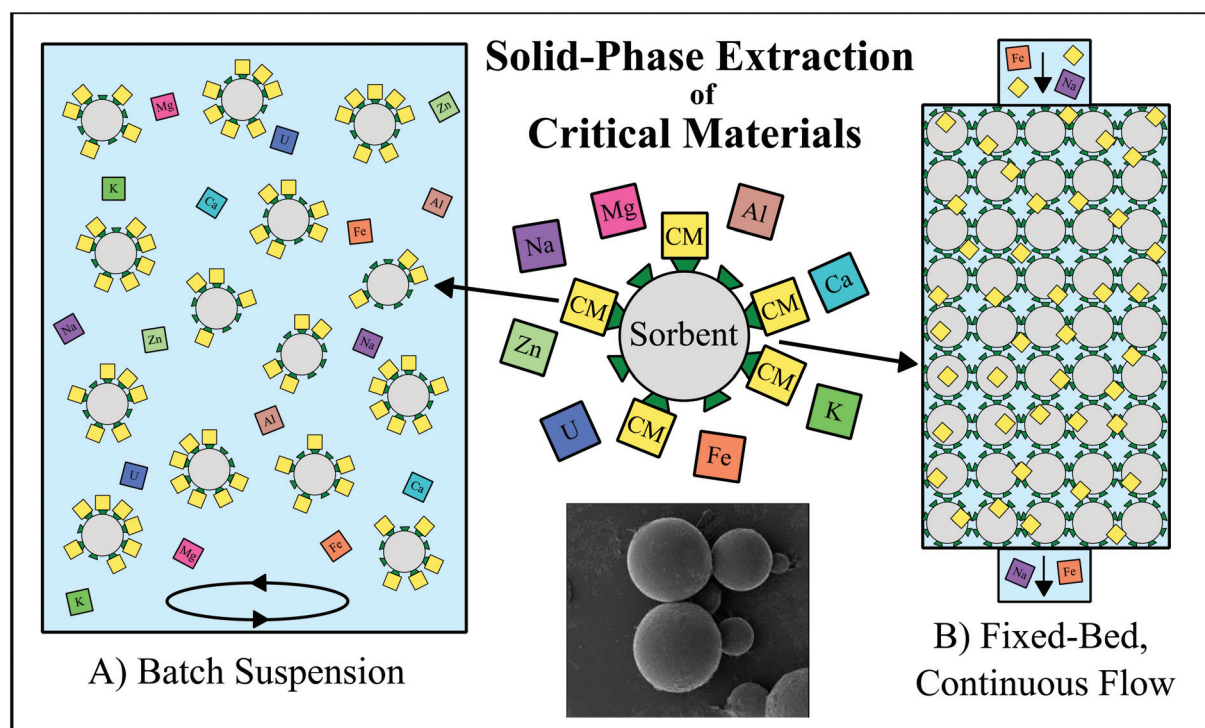 Solid-Phase Extraction
of
Critical Materials
Mg
U
Zn
K
Ca
Al
Fe
Na
Zn
Na
Al
U
Ca
Mg
Fe
K
A) Batch Suspension
Mg
Al
Na
CM
Ca
CM
CM
Sorbent
Zn
CM
K
U
CM
Fe
Fe
Na
Na
Fe
B) Fixed-Bed,
Continuous Flow